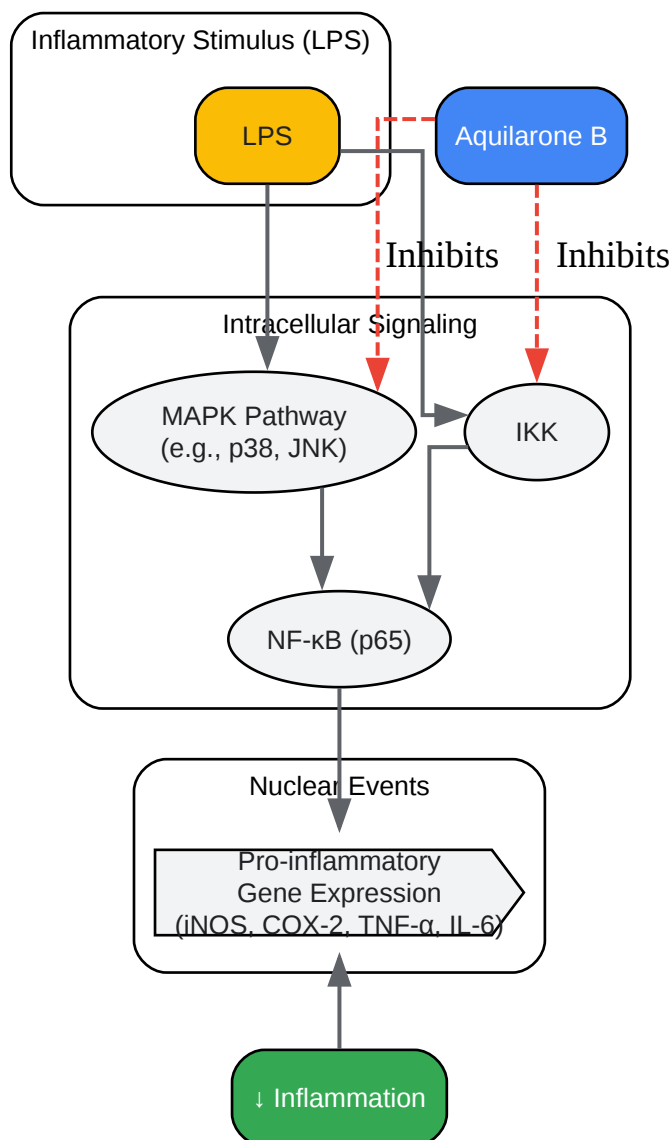 Inflammatory Stimulus (LPS)
LPS
Aquilarone B
Inhibits
Inhibits
Intracellular Signaling
MAPK Pathway
(e.g., p38, JNK)
IKK
NF-κB (p65)
Nuclear Events
Pro-inflammatory
Gene Expression
(iNOS, COX-2, TNF-α, IL-6)
↓ Inflammation